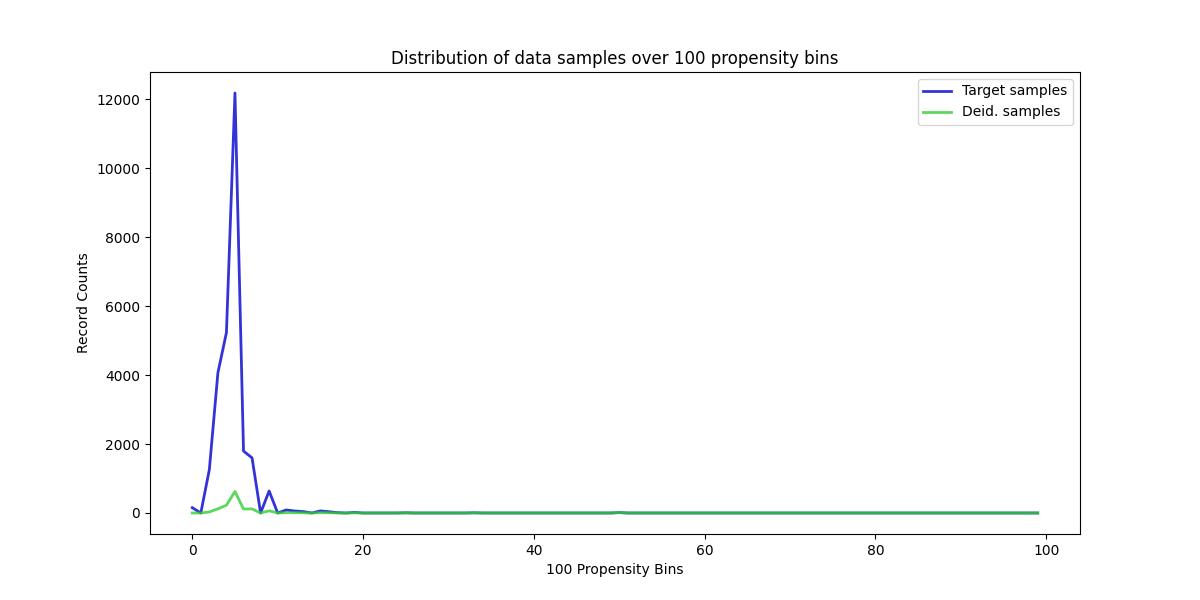 Distribution of data samples over 100 propensity bins
Target samples
Deid. samples
12000
10000
8000
6000
4000
2000
0
Record Counts
0 20 40 60 80 100
100 Propensity Bins